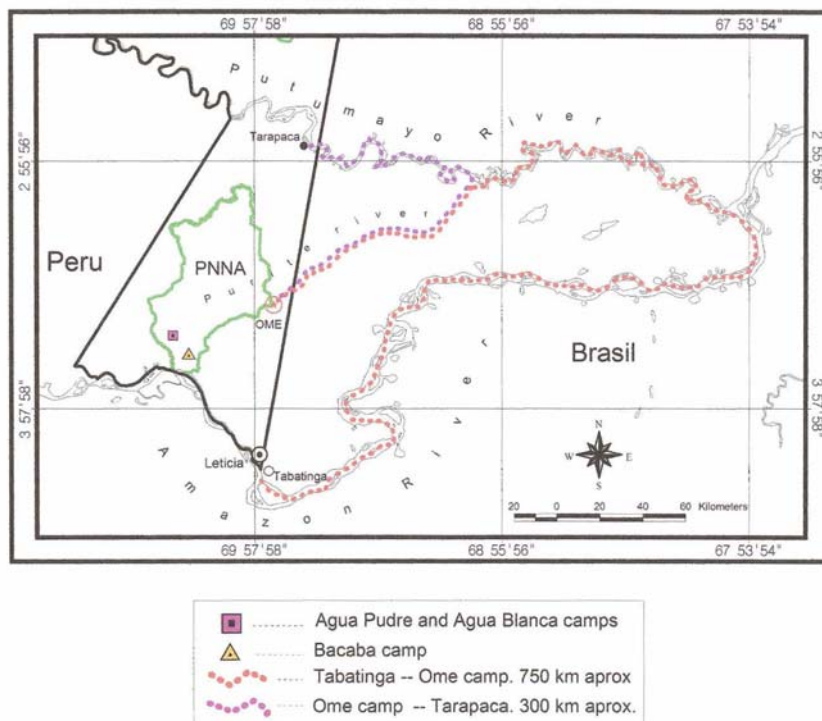 69 57'58" 68 55'56" 67 53'54"
Putumayo River
Tarapaca
2 55'56" 2 55'56"
Peru
PNNA
Purite river
OME
Brasil
3 57'58" 3 57'58"
N
W E
S
Leticia
Tabatinga
Amazon River
20 0 20 40 60 Kilometers
69 57'58" 68 55'56" 67 53'54"
Agua Pudre and Agua Blanca camps
Bacaba camp
Tabatinga -- Ome camp. 750 km aprox
Ome camp -- Tarapaca. 300 km aprox.